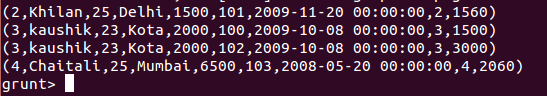 (2,Khilan,25,Delhi,1500,101,2009-11-20 00:00:00,2,1560)
(3,kaushik,23,Kota,2000,100,2009-10-08 00:00:00,3,1500)
(3,kaushik,23,Kota,2000,102,2009-10-08 00:00:00,3,3000)
(4,Chaitali,25,Mumbai,6500,103,2008-05-20 00:00:00,4,2060)
grunt>